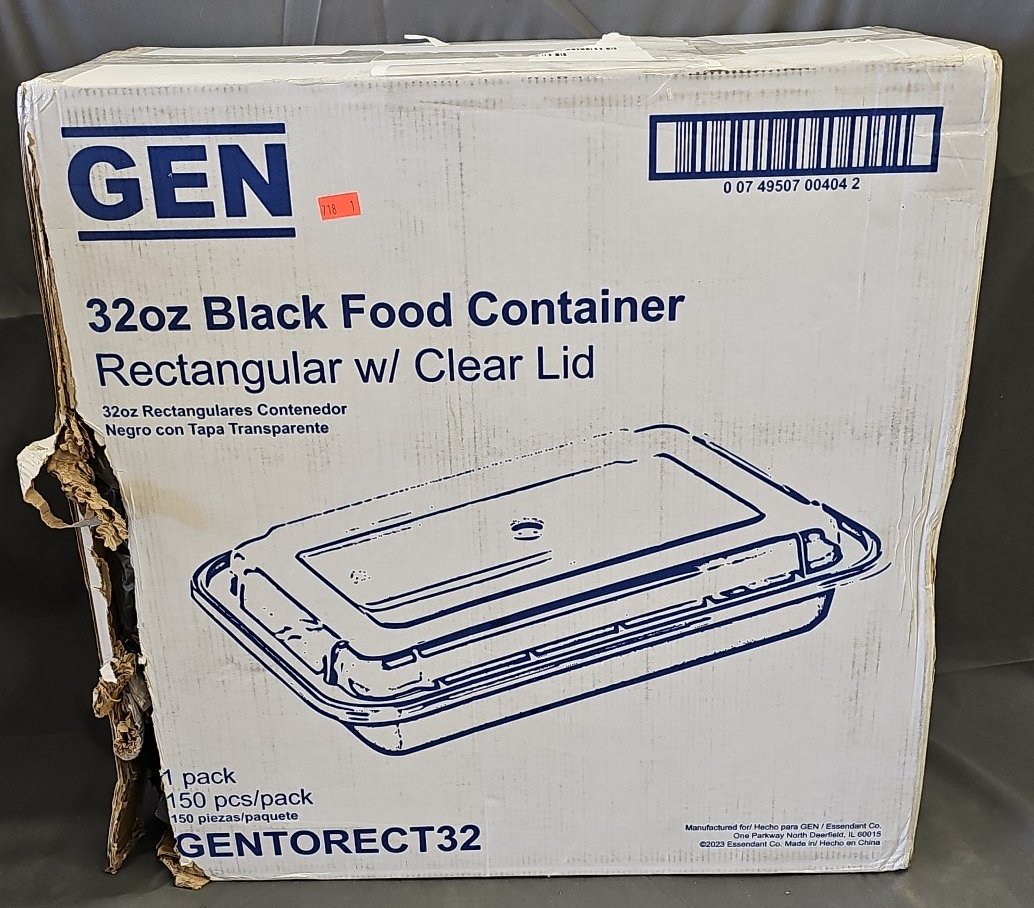 GEN
718 1
0 07 49507 00404 2
32oz Black Food Container
Rectangular w/ Clear Lid
32oz Rectangulares Contenedor
Negro con Tapa Transparente
1 pack
150 pcs/pack
150 piezas/paquete
GENTORECT32
Manufactured for/ Hecho para GEN / Essendant Co.
One Parkway North Deerfield, IL 60015
©2023 Essendant Co. Made in/ Hecho en China